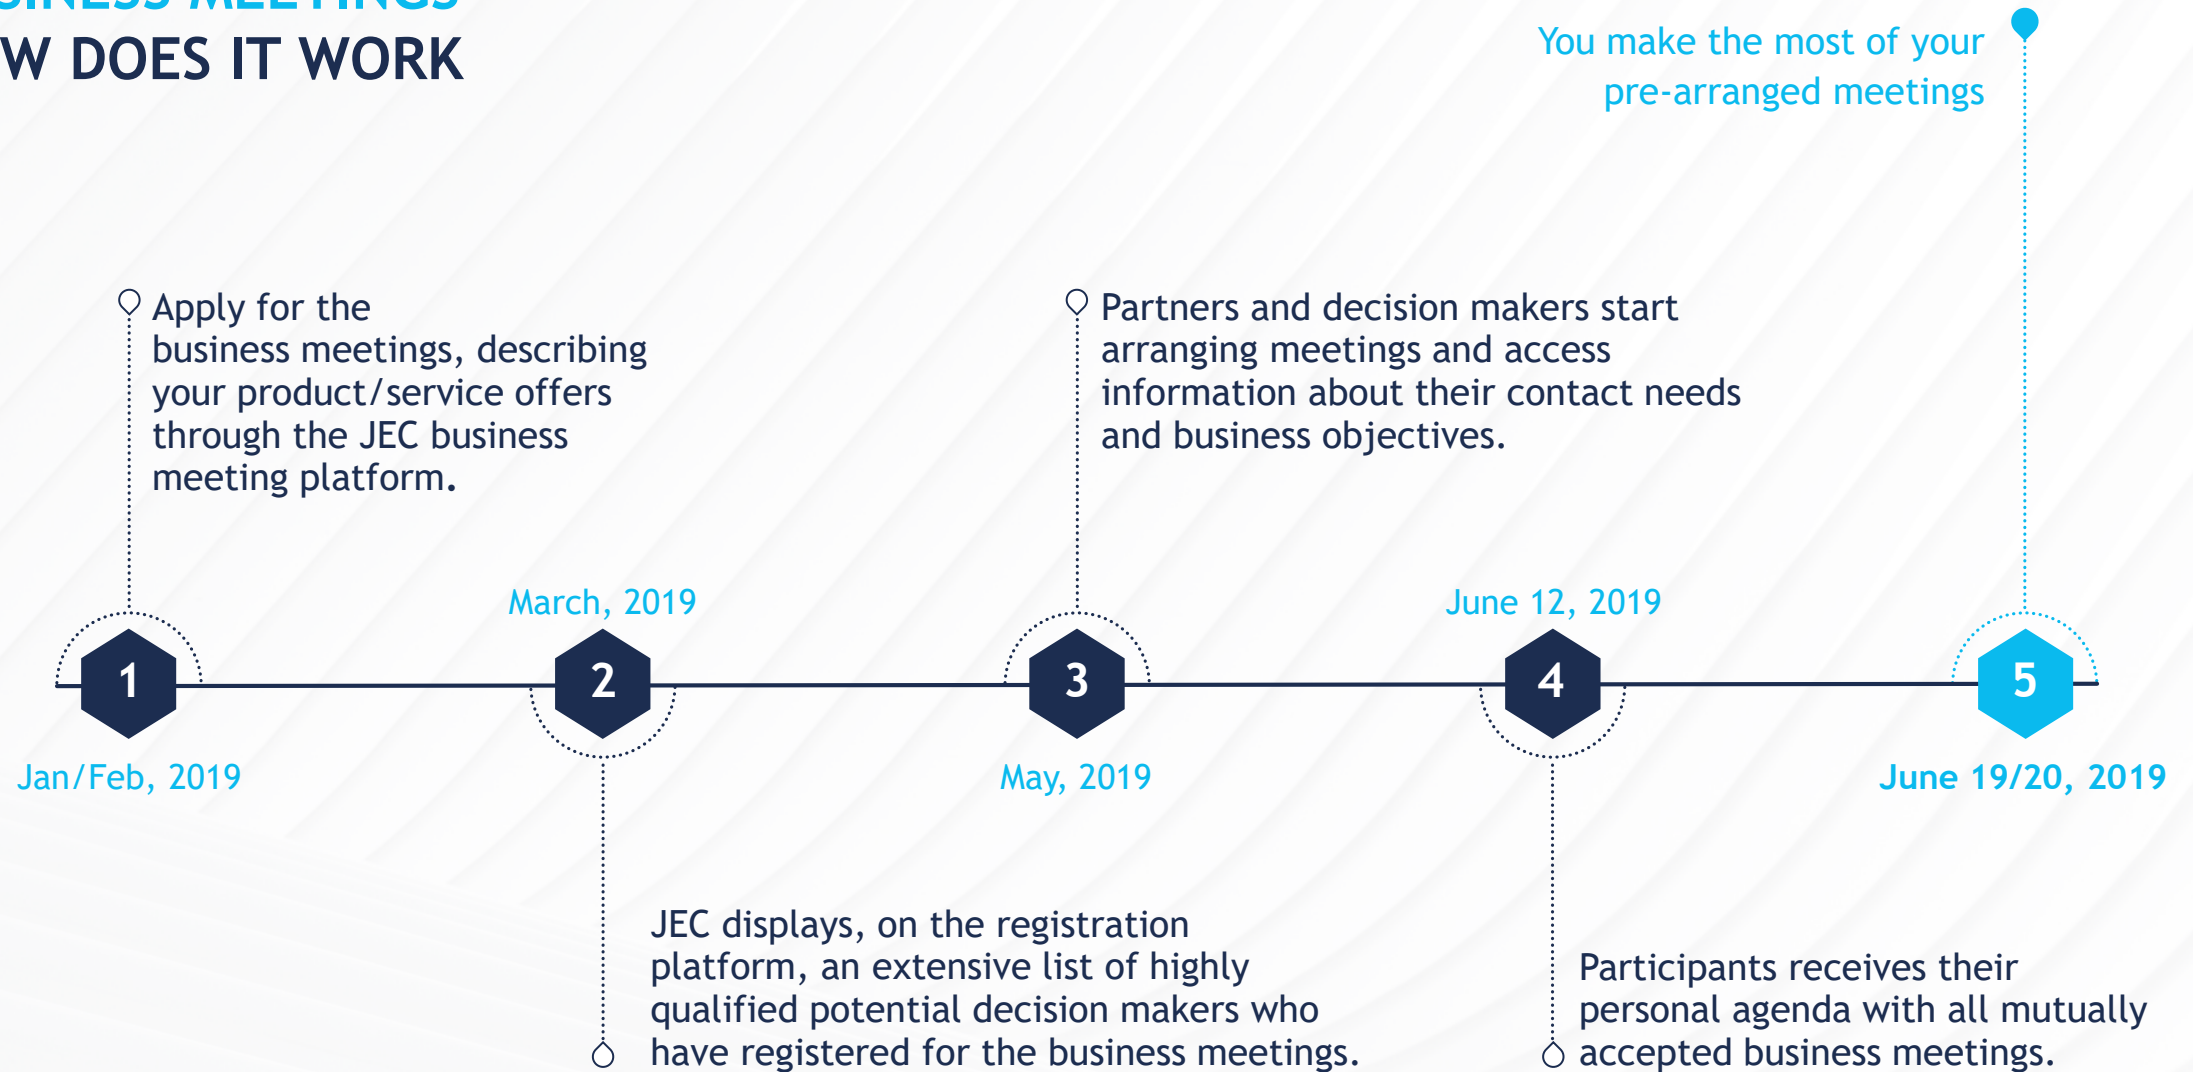 SINESS MEETINGS
W DOES IT WORK
You make the most of your
pre-arranged meetings
Apply for the
business meetings, describing
your product/service offers
through the JEC business
meeting platform.
Partners and decision makers start
arranging meetings and access
information about their contact needs
and business objectives.
March, 2019
June 12, 2019
1
2
3
4
5
Jan/Feb, 2019
May, 2019
June 19/20, 2019
JEC displays, on the registration
platform, an extensive list of highly
qualified potential decision makers who
have registered for the business meetings.
Participants receives their
personal agenda with all mutually
accepted business meetings.